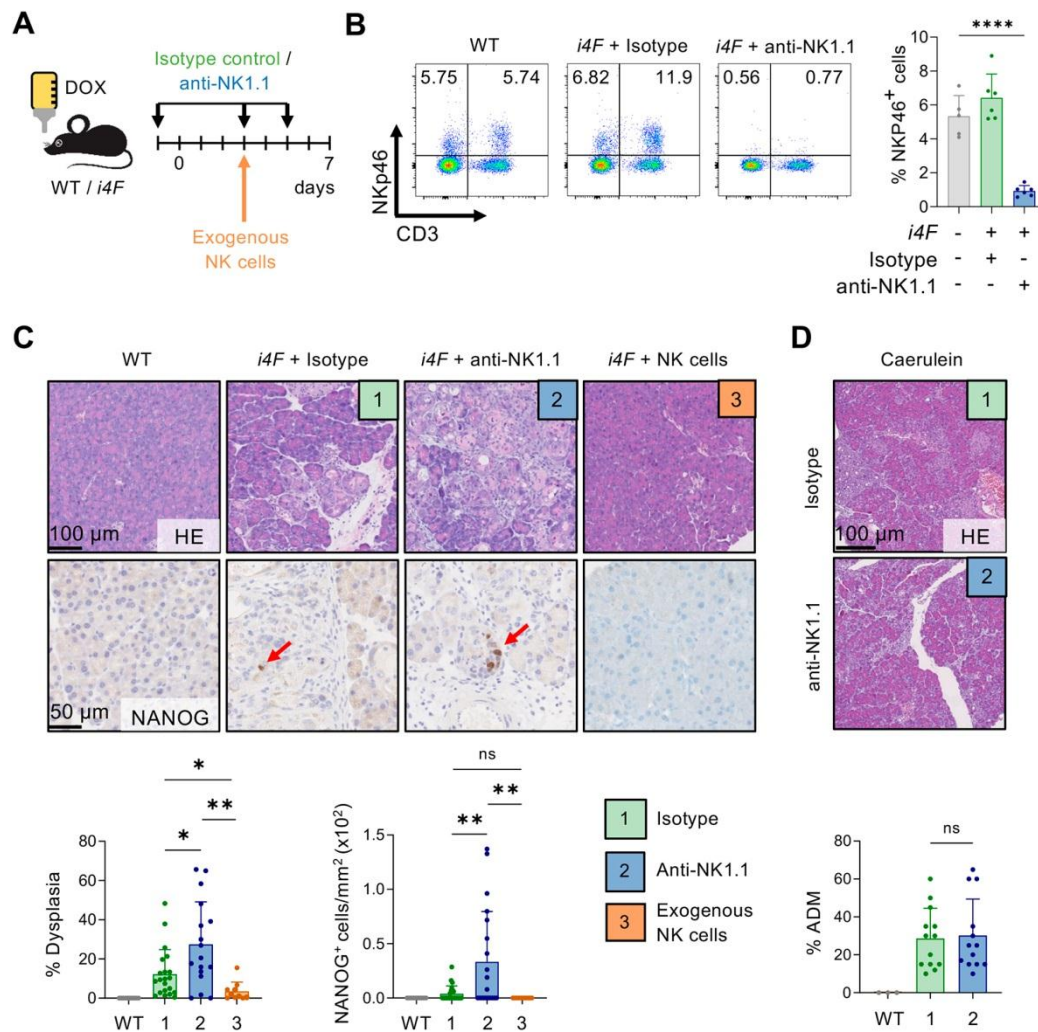 A
DOX
WT / i4F
Isotype control /
anti-NK1.1
0
7
days
Exogenous
NK cells
B
WT
i4F + Isotype
i4F + anti-NK1.1
5.75
5.74
6.82
11.9
0.56
0.77
NKp46
CD3
****
% NKP46+ cells
10
8
6
4
2
0
i4F
-
+
+
Isotype
-
+
-
anti-NK1.1
-
-
+
C
WT
i4F + Isotype
i4F + anti-NK1.1
i4F + NK cells
1
2
3
100 µm
HE
50 µm
NANOG
D
Caerulein
Isotype
1
100 µm
HE
anti-NK1.1
2
*
**
*
% Dysplasia
80
60
40
20
0
WT
1
2
3
ns
**
**
NANOG+ cells/mm² (x10²)
1.5
1.0
0.5
0.0
WT
1
2
3
1
Isotype
2
Anti-NK1.1
3
Exogenous
NK cells
ns
% ADM
80
60
40
20
0
WT
1
2